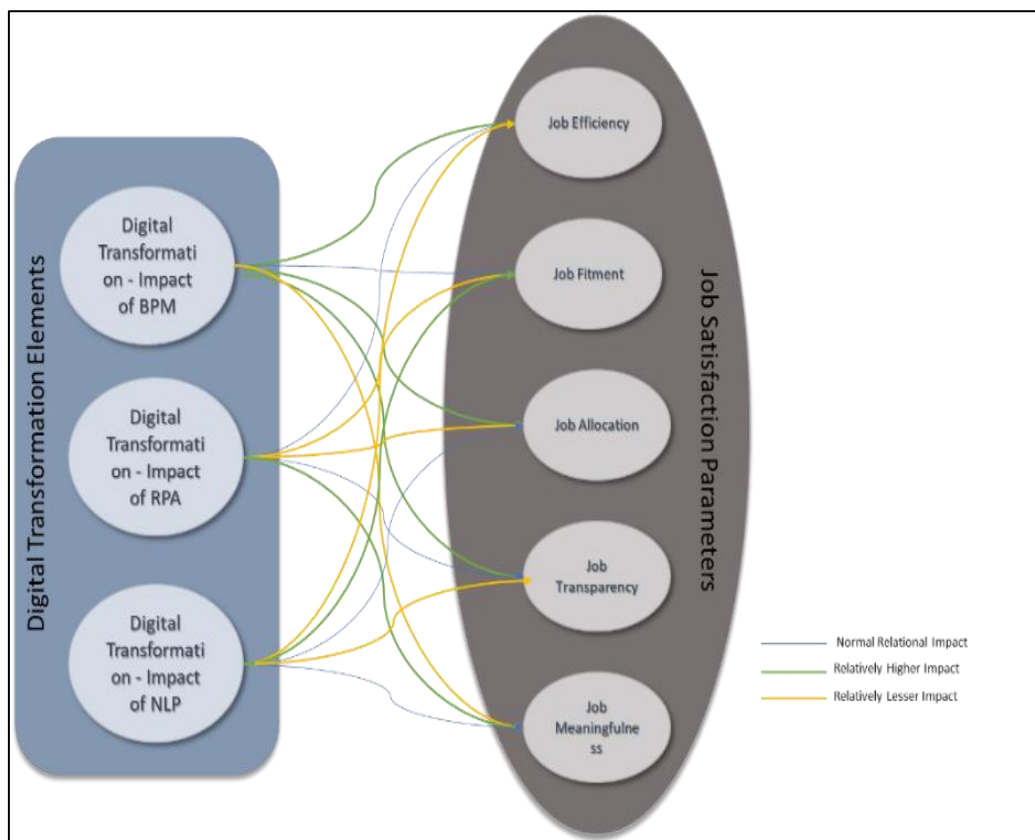 Digital Transformation Elements
Digital
Transformati
on - Impact
of BPM
Digital
Transformati
on - Impact
of RPA
Digital
Transformati
on - Impact
of NLP
Job Efficiency
Job Fitment
Job Allocation
Job
Transparency
Job
Meaningfulne
ss
Job Satisfaction Parameters
Normal Relational Impact
Relatively Higher Impact
Relatively Lesser Impact